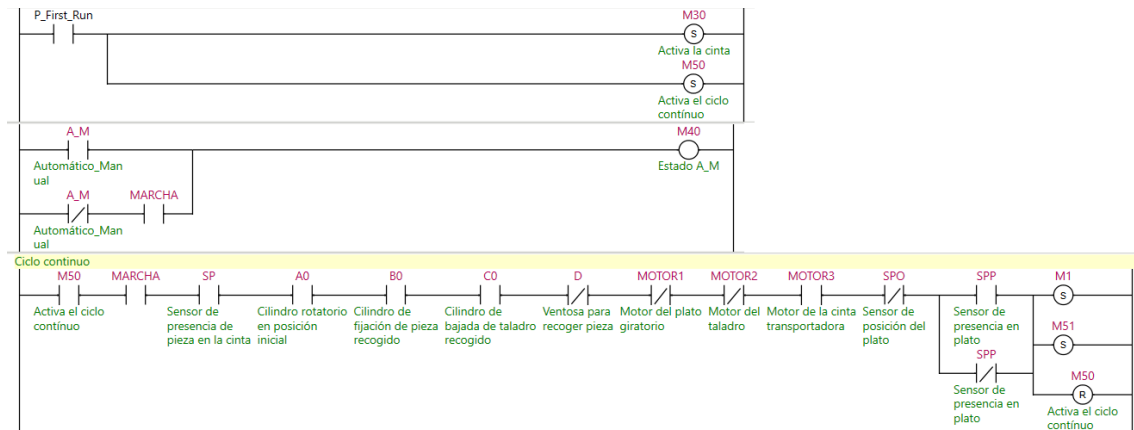 P_First_Run
M30
S
Activa la cinta
M50
S
Activa el ciclo
contínuo
A_M
M40
Automático_Man
ual
Estado A_M
A_M
MARCHA
Automático_Man
ual
Ciclo continuo
M50 MARCHA SP A0 B0 C0 D MOTOR1 MOTOR2 MOTOR3 SPO SPP M1
S
Activa el ciclo
contínuo
Sensor de
presencia de
pieza en la cinta
Cilindro rotatorio
en posición
inicial
Cilindro de
fijación de pieza
recogido
Cilindro de
bajada de taladro
recogido
Ventosa para
recoger pieza
Motor del plato
giratorio
Motor del
taladro
Motor de la cinta
transportadora
Sensor de
posición del
plato
Sensor de
presencia en
plato
M51
S
SPP
Sensor de
presencia en
plato
M50
R
Activa el ciclo
contínuo